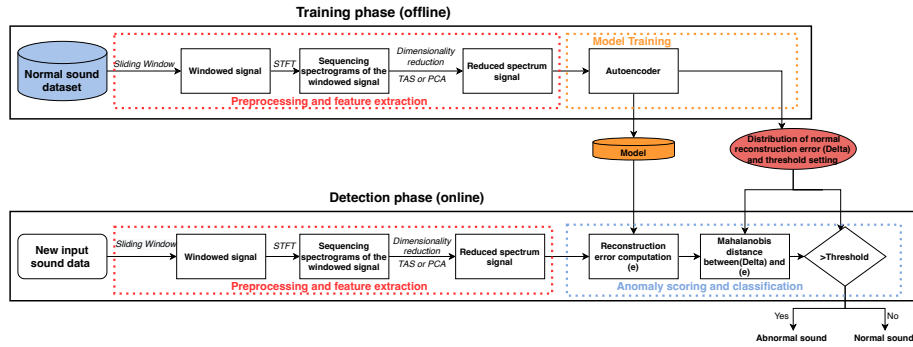 Training phase (offline)
Normal sound
dataset
Sliding Window
Windowed signal
STFT
Sequencing
spectrograms of the
windowed signal
Dimensionality
reduction
TAS or PCA
Reduced spectrum
signal
Preprocessing and feature extraction
Model Training
Autoencoder
Model
Distribution of normal
reconstruction error (Delta)
and threshold setting
Detection phase (online)
New input
sound data
Sliding Window
Windowed signal
STFT
Sequencing
spectrograms of
the windowed signal
Dimensionality
reduction
TAS or PCA
Reduced spectrum
signal
Preprocessing and feature extraction
Reconstruction
error computation
(e)
Mahalanobis
distance
between(Delta) and
(e)
>Threshold
Anomaly scoring and classification
Yes
No
Abnormal sound
Normal sound